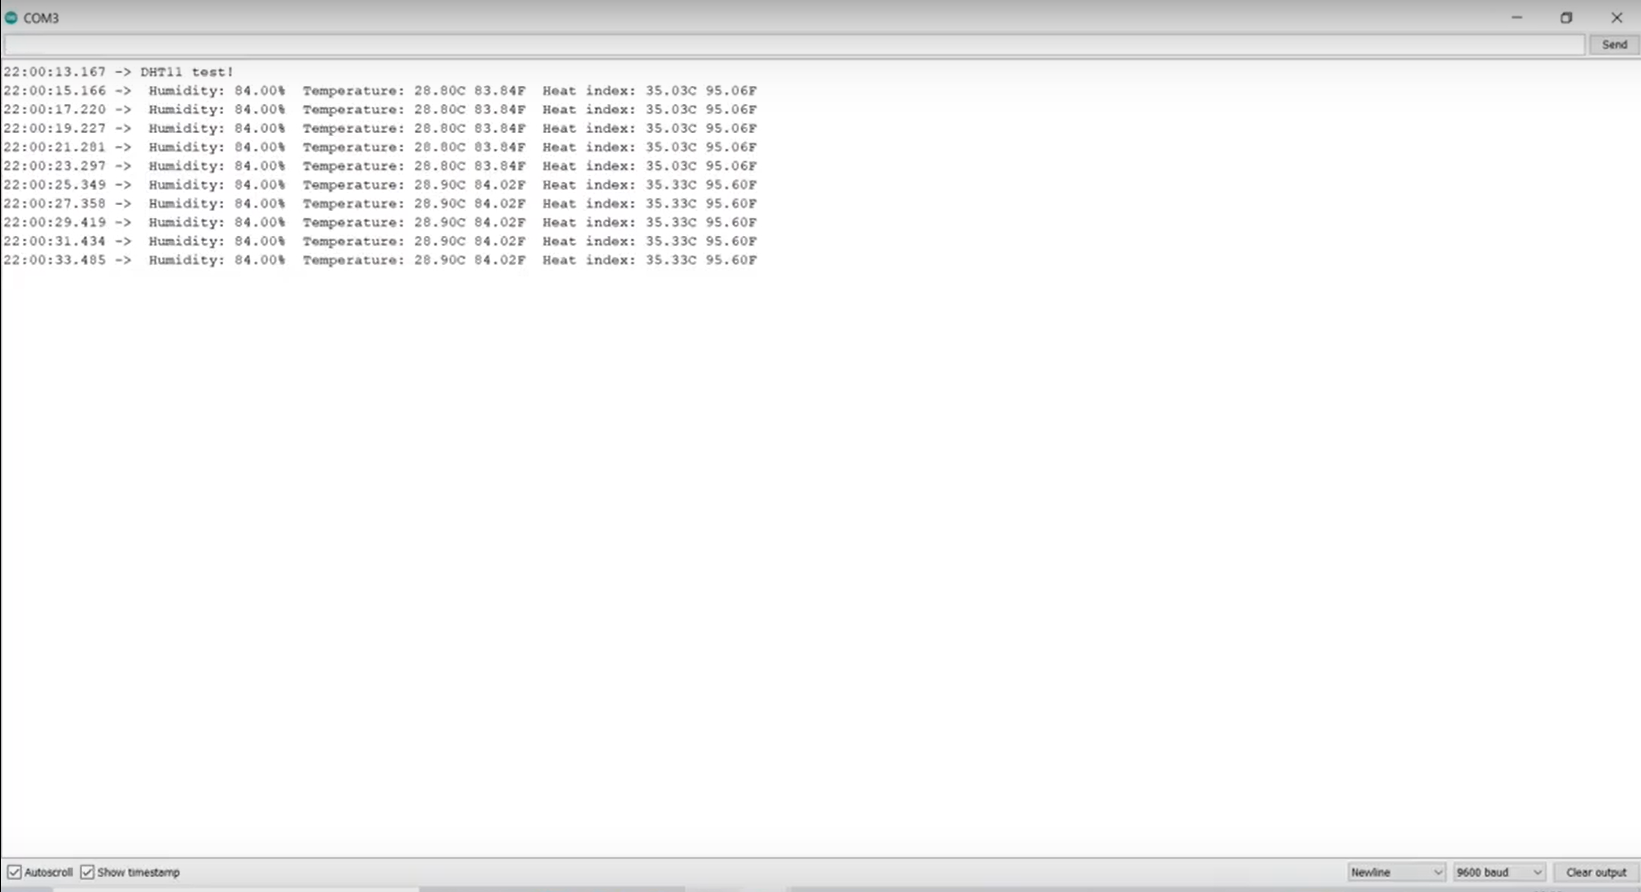 COM3
Send
22:00:13.167 -> DHT11 test!
22:00:15.166 ->  Humidity: 84.00%  Temperature: 28.80C 83.84F  Heat index: 35.03C 95.06F
22:00:17.220 ->  Humidity: 84.00%  Temperature: 28.80C 83.84F  Heat index: 35.03C 95.06F
22:00:19.227 ->  Humidity: 84.00%  Temperature: 28.80C 83.84F  Heat index: 35.03C 95.06F
22:00:21.281 ->  Humidity: 84.00%  Temperature: 28.80C 83.84F  Heat index: 35.03C 95.06F
22:00:23.297 ->  Humidity: 84.00%  Temperature: 28.80C 83.84F  Heat index: 35.03C 95.06F
22:00:25.349 ->  Humidity: 84.00%  Temperature: 28.90C 84.02F  Heat index: 35.33C 95.60F
22:00:27.358 ->  Humidity: 84.00%  Temperature: 28.90C 84.02F  Heat index: 35.33C 95.60F
22:00:29.419 ->  Humidity: 84.00%  Temperature: 28.90C 84.02F  Heat index: 35.33C 95.60F
22:00:31.434 ->  Humidity: 84.00%  Temperature: 28.90C 84.02F  Heat index: 35.33C 95.60F
22:00:33.485 ->  Humidity: 84.00%  Temperature: 28.90C 84.02F  Heat index: 35.33C 95.60F
Autoscroll Show timestamp Newline 9600 baud Clear output